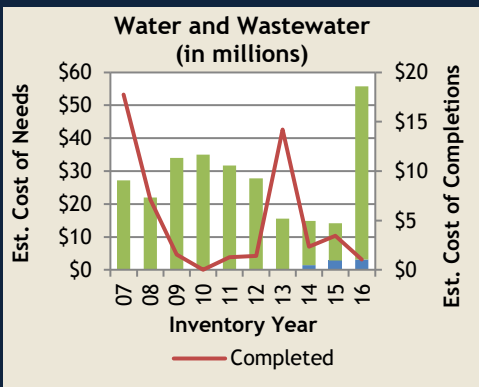 Water and Wastewater
(in millions)
Est. Cost of Needs
$60
$50
$40
$30
$20
$10
$0
$20
$15
$10
$5
$0
Est. Cost of Completions
07 08 09 10 11 12 13 14 15 16
Inventory Year
Completed